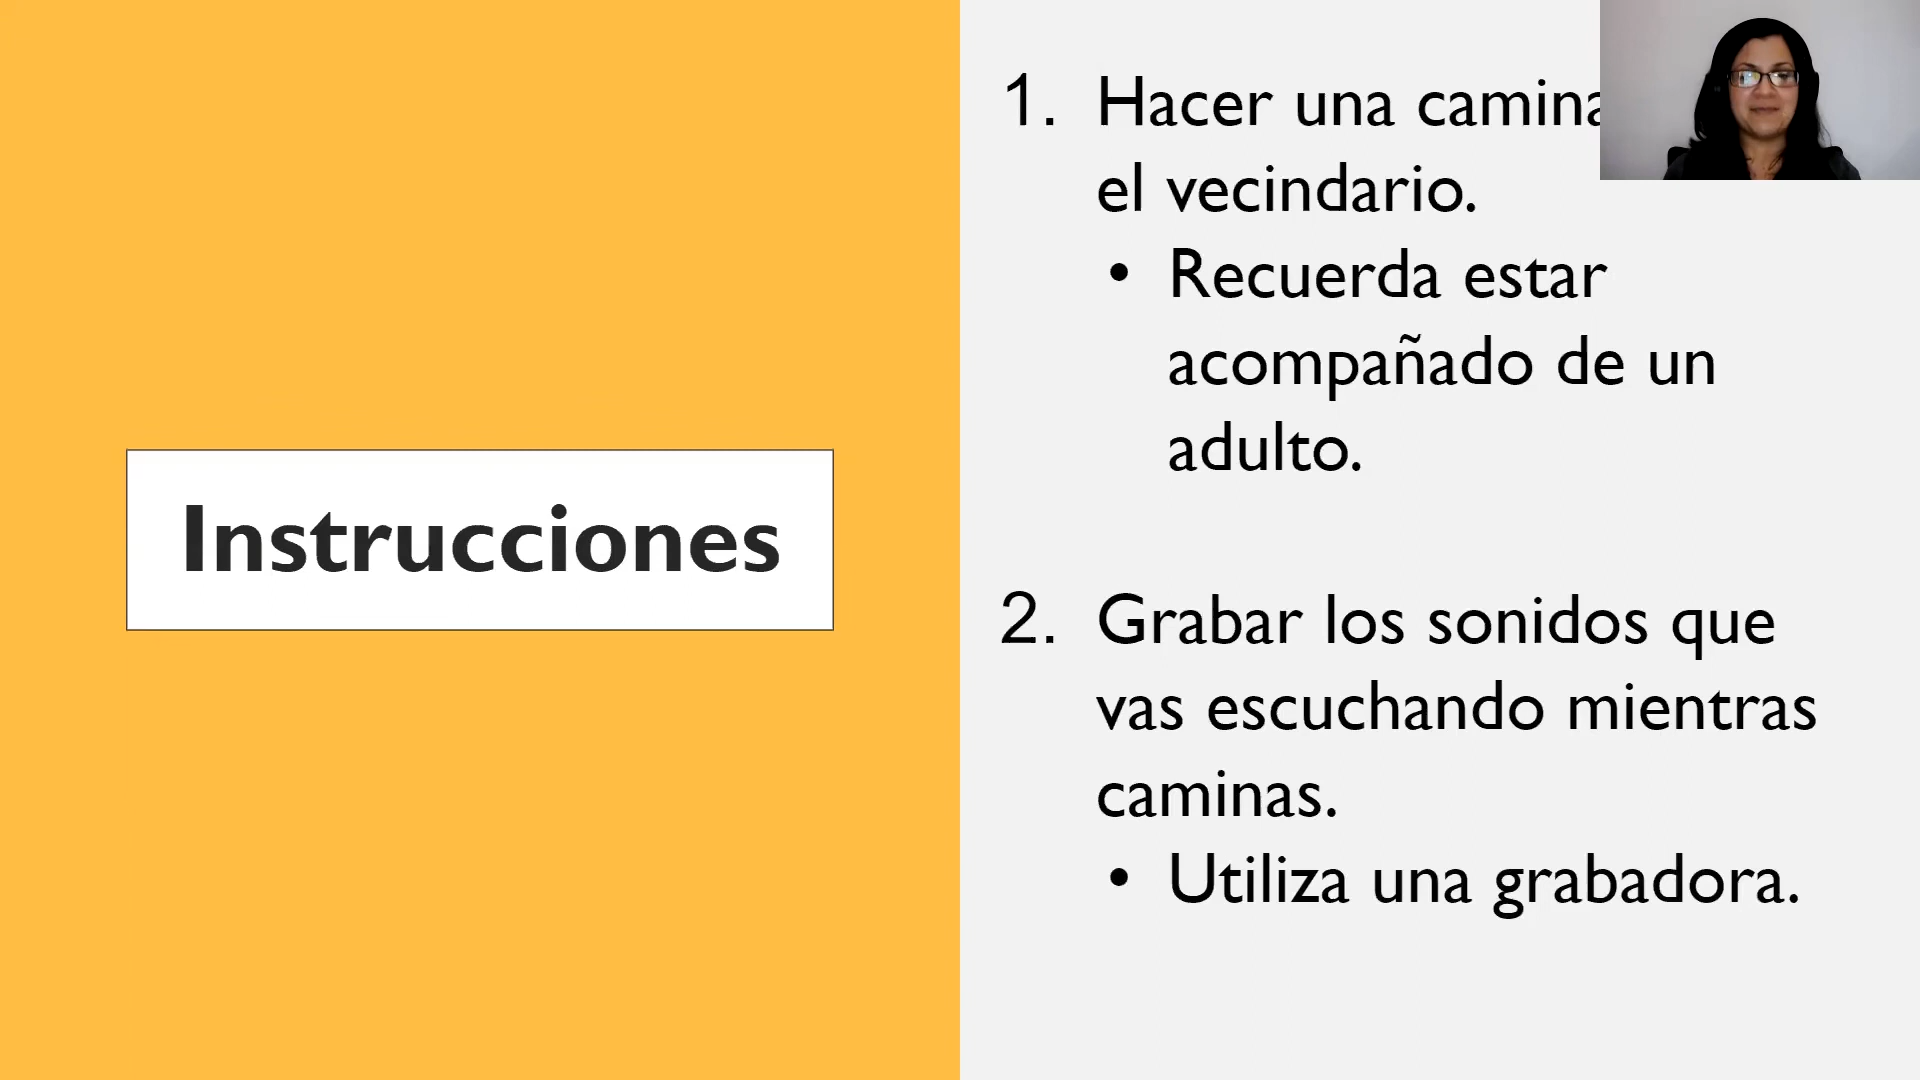 Instrucciones
1. Hacer una
el vecindario.
• Recuerda estar
acompañado de un
adulto.
2. Grabar los sonidos que
vas escuchando mientras
caminas.
• Utiliza una grabadora.